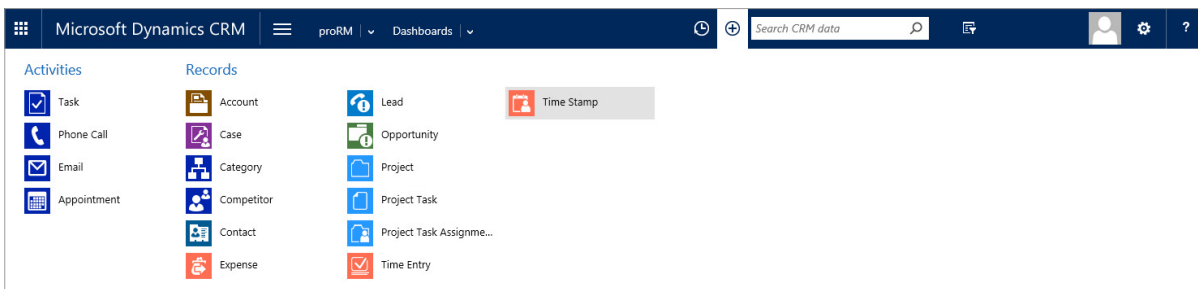 Microsoft Dynamics CRM proRM Dashboards Search CRM data ?
Activities Records
Task Account Lead Time Stamp
Phone Call Case Opportunity
Email Category Project
Appointment Competitor Project Task
Contact Project Task Assignme...
Expense Time Entry